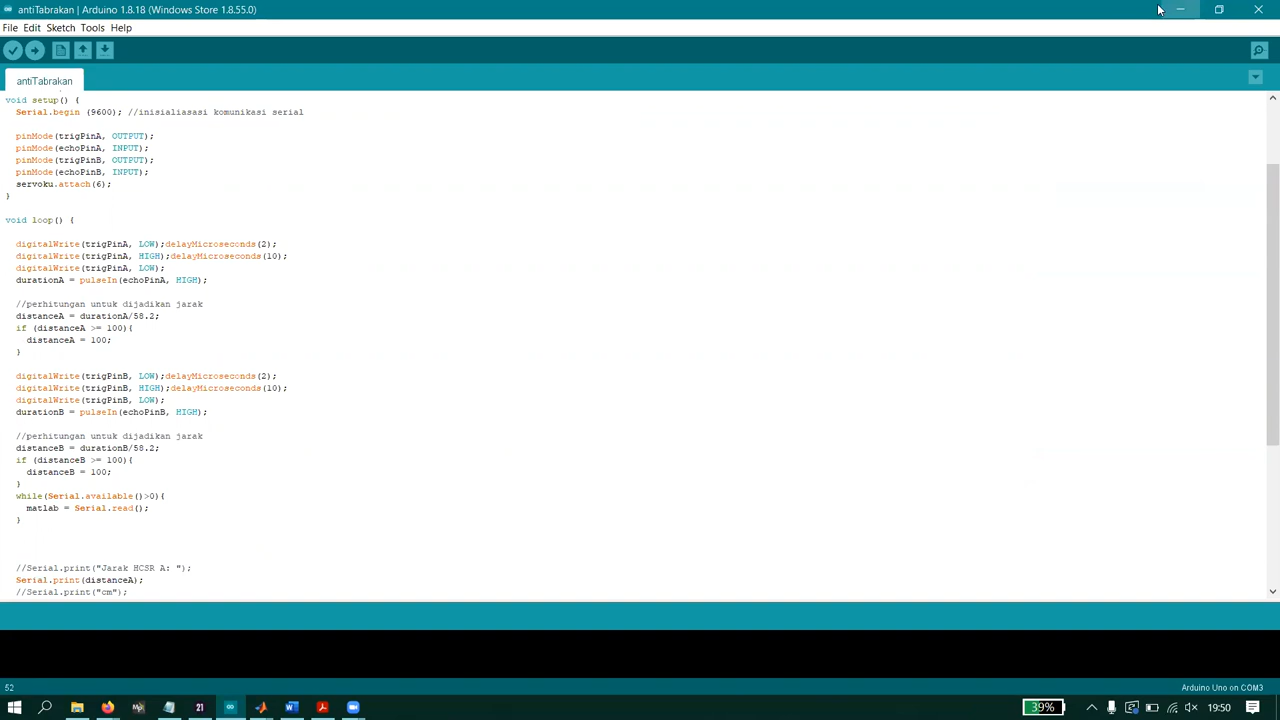 antiTabrakan | Arduino 1.8.18 (Windows Store 1.8.55.0)
File Edit Sketch Tools Help
antiTabrakan
void setup() {
Serial.begin (9600); //inisialiasasi komunikasi serial
pinMode(trigPinA, OUTPUT);
pinMode(echoPinA, INPUT);
pinMode(trigPinB, OUTPUT);
pinMode(echoPinB, INPUT);
servoku.attach(6);
}
void loop() {
digitalWrite(trigPinA, LOW);delayMicroseconds(2);
digitalWrite(trigPinA, HIGH);delayMicroseconds(10);
digitalWrite(trigPinA, LOW);
durationA = pulseIn(echoPinA, HIGH);
//perhitungan untuk dijadikan jarak
distanceA = durationA/58.2;
if (distanceA >= 100){
distanceA = 100;
}
digitalWrite(trigPinB, LOW);delayMicroseconds(2);
digitalWrite(trigPinB, HIGH);delayMicroseconds(10);
digitalWrite(trigPinB, LOW);
durationB = pulseIn(echoPinB, HIGH);
//perhitungan untuk dijadikan jarak
distanceB = durationB/58.2;
if (distanceB >= 100){
distanceB = 100;
}
while(Serial.available()>0){
matlab = Serial.read();
}
//Serial.print("Jarak HCSR A: ");
Serial.print(distanceA);
//Serial.print("cm");
52
Arduino Uno on COM3
21
39%
19:50